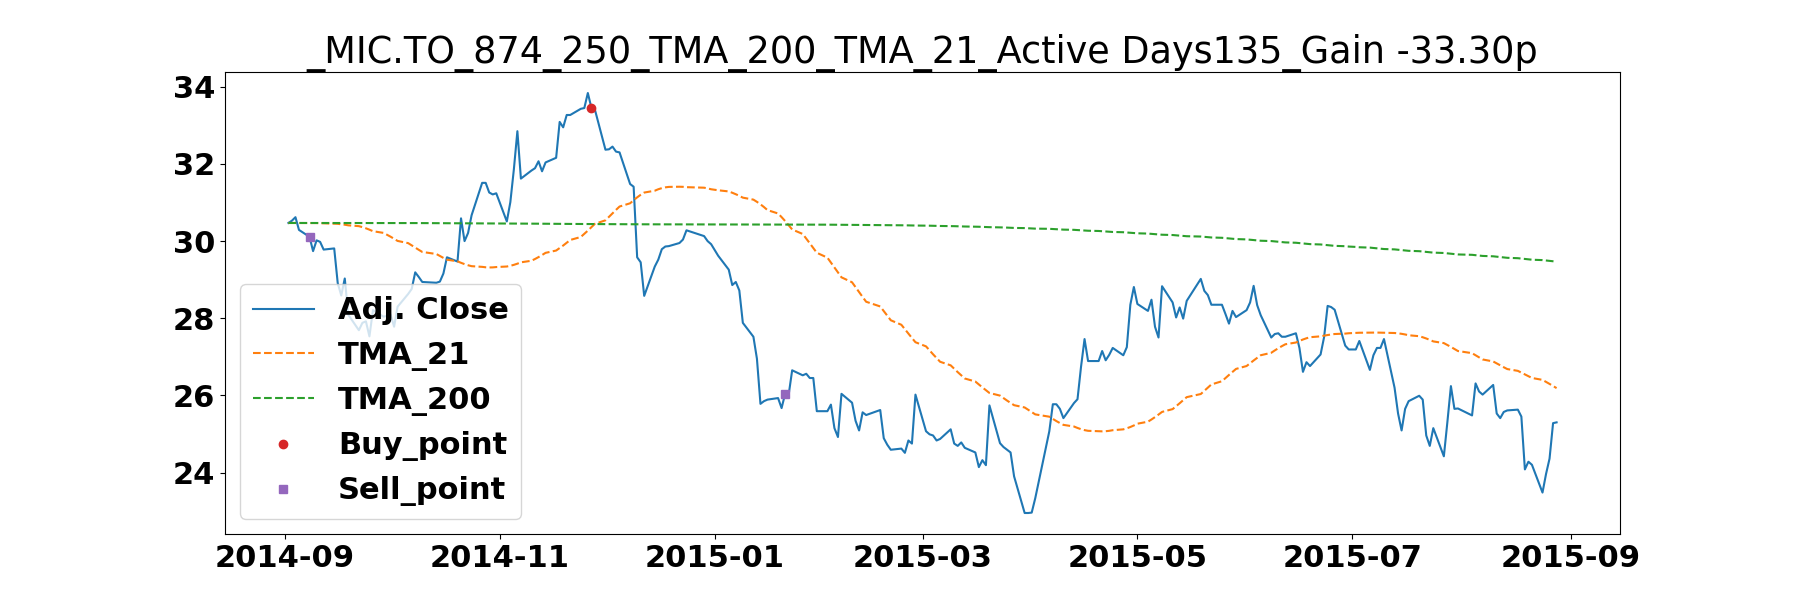 _MIC.TO_874_250_TMA_200_TMA_21_Active Days135_Gain -33.30p
34
32
30
28
26
24
Adj. Close
TMA_21
TMA_200
Buy_point
Sell_point
2014-09 2014-11 2015-01 2015-03 2015-05 2015-07 2015-09